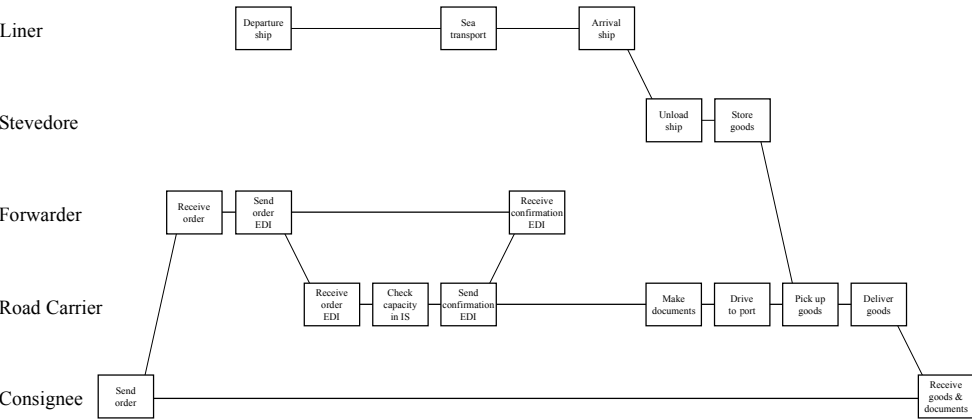 Liner
Departure
ship
Sea
transport
Arrival
ship
Stevedore
Unload
ship
Store
goods
Forwarder
Receive
order
Send
order
EDI
Receive
confirmation
EDI
Road Carrier
Receive
order
EDI
Check
capacity
in IS
Send
confirmation
EDI
Make
documents
Drive
to port
Pick up
goods
Deliver
goods
Consignee
Send
order
Receive
goods &
documents